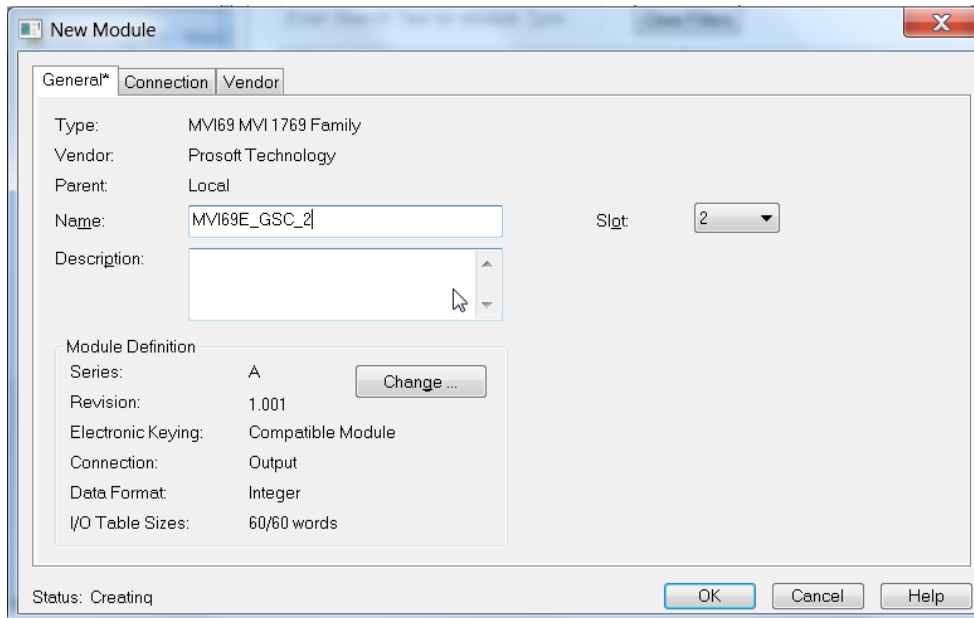 New Module
General* Connection Vendor
Type: MVI69 MVI 1769 Family
Vendor: Prosoft Technology
Parent: Local
Name: MVI69E_GSC_2 Slot: 2
Description:
Module Definition
Series: A Change ...
Revision: 1.001
Electronic Keying: Compatible Module
Connection: Output
Data Format: Integer
I/O Table Sizes: 60/60 words
Status: Creating OK Cancel Help